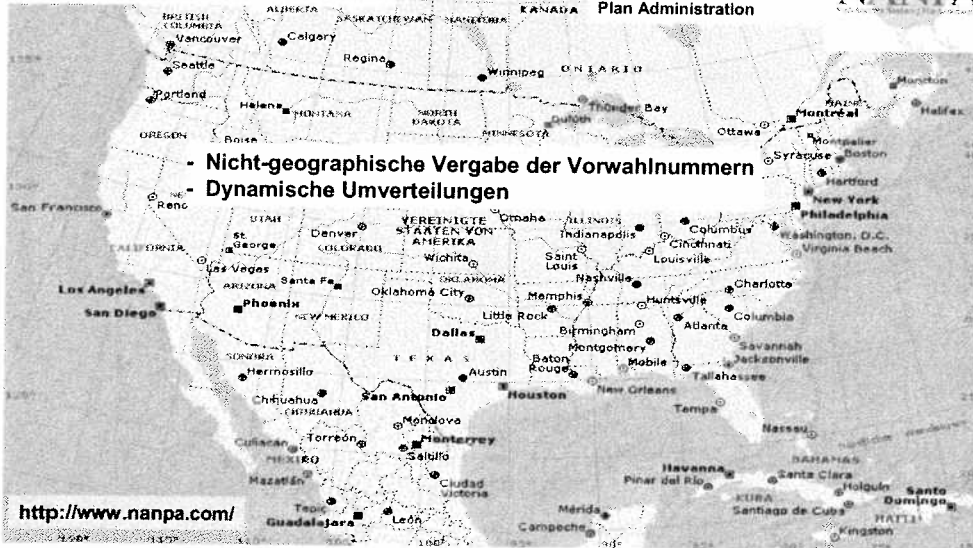 KANADA Plan Administration
BRITISH
COLUMBIA
ALBERTA
SASKATCHEWAN
MANITOBA
Vancouver
Calgary
Regina
Winnipeg
ONTARIO
Seattle
Moncton
Portland
Helena
MONTANA
NORTH
DAKOTA
Thunder Bay
Duluth
MINNESOTA
Ottawa
Montréal
Halifax
OREGON
Boise
Montpelier
- Nicht-geographische Vergabe der Vorwahlnummern
Syracuse
Boston
- Dynamische Umverteilungen
Hartford
Reno
New York
San Francisco
Philadelphia
UTAH
VEREINIGTE
STAATEN VON
AMERIKA
Omaha
ILLINOIS
Indianapolis
Columbus
Cincinnati
Washington, D.C.
Virginia Beach
St.
George
Denver
COLORADO
CALIFORNIA
Wichita
Saint
Louis
Louisville
Las Vegas
ARIZONA
Santa Fe
OKLAHOMA
Nashville
Los Angeles
Phoenix
Oklahoma City
Memphis
Huntsville
Charlotte
San Diego
NEW MEXICO
Little Rock
Columbia
Birmingham
Atlanta
Dallas
Montgomery
Savannah
SONORA
TEXAS
Baton
Rouge
Mobile
Jacksonville
Hermosillo
Austin
Tallahassee
Chihuahua
CHIHUAHUA
San Antonio
Houston
New Orleans
Tampa
Monclova
Culiacan
Torreón
Monterrey
Nassau
MEXIKO
Saltillo
BAHAMAS
Mazatlán
Ciudad
Victoria
Havanna
Pinar del Río
Santa Clara
Holguin
Santo
Domingo
KUBA
http://www.nanpa.com/
Tepic
Guadalajara
León
Mérida
Santiago de Cuba
HAITI
Campeche
Kingston